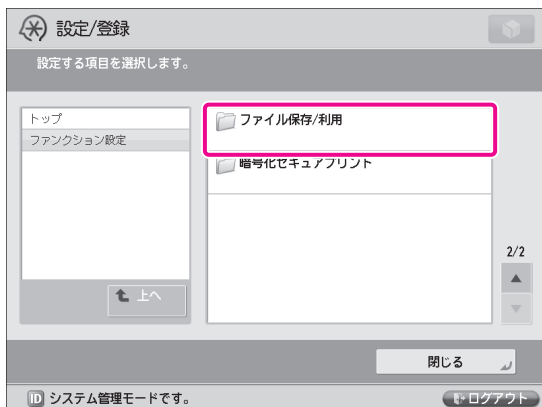 設定/登録
設定する項目を選択します。
トップ
ファンクション設定
ファイル保存/利用
暗号化セキュアプリント
2/2
上へ
閉じる
ID システム管理モードです。
ログアウト